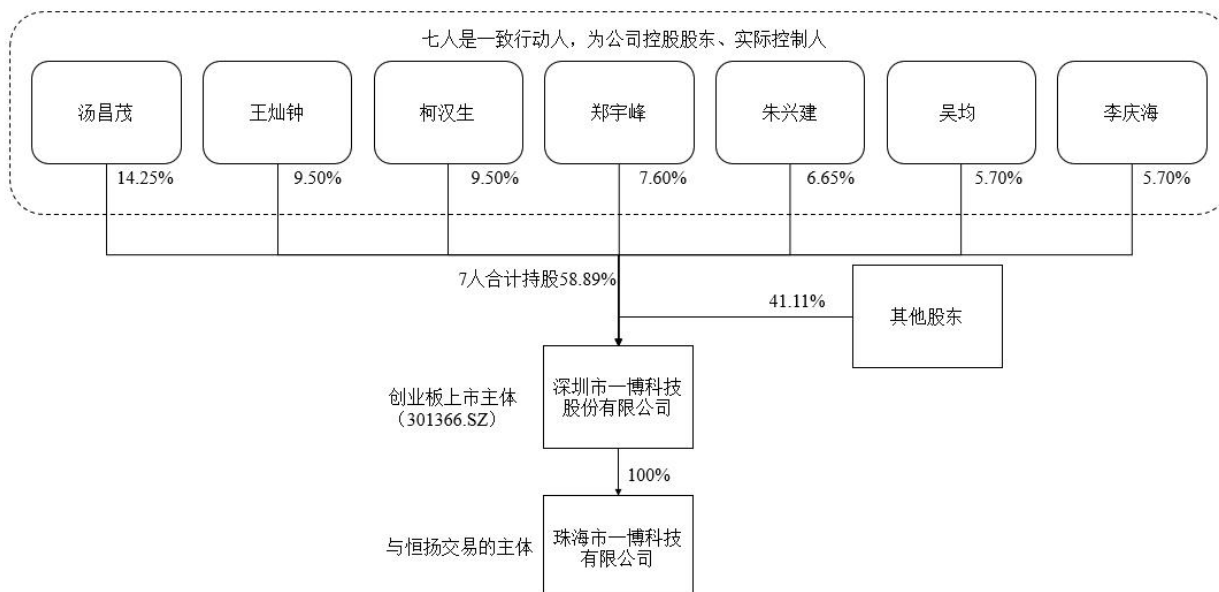 七人是一致行动人，为公司控股股东、实际控制人
汤昌茂
王灿钟
柯汉生
郑宇峰
朱兴建
吴均
李庆海
14.25%
9.50%
9.50%
7.60%
6.65%
5.70%
5.70%
7人合计持股58.89%
41.11%
其他股东
创业板上市主体
（301366.SZ）
深圳市一博科技
股份有限公司
100%
与恒扬交易的主体
珠海市一博科技
有限公司